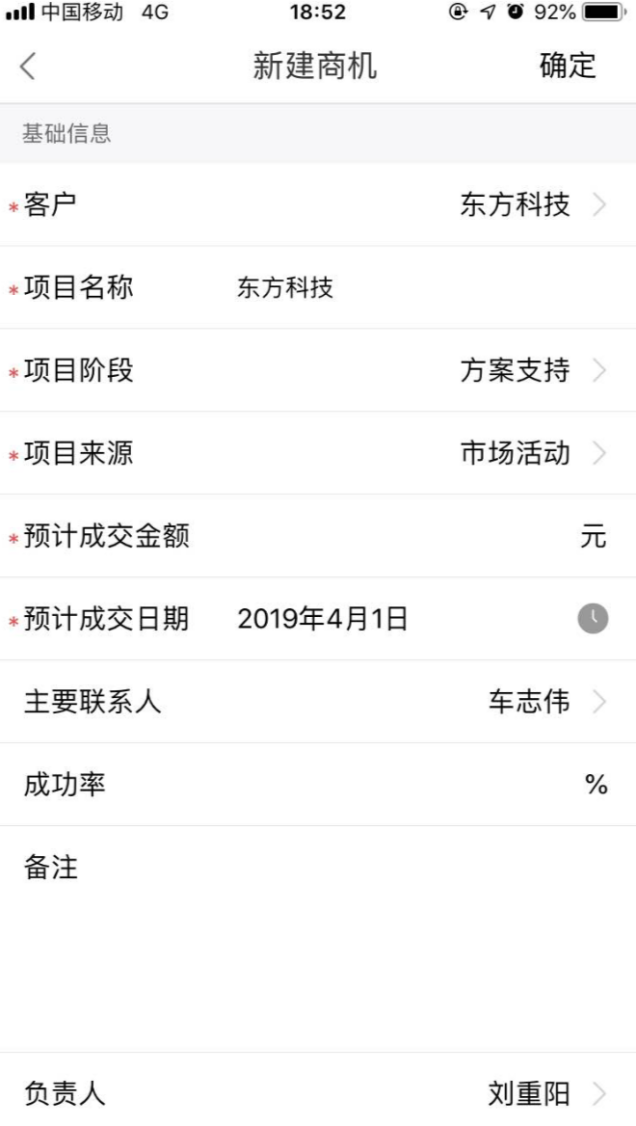 中国移动 4G 18:52 92%
新建商机 确定
基础信息
*客户 东方科技
*项目名称 东方科技
*项目阶段 方案支持
*项目来源 市场活动
*预计成交金额 元
*预计成交日期 2019年4月1日
主要联系人 车志伟
成功率 %
备注
负责人 刘重阳